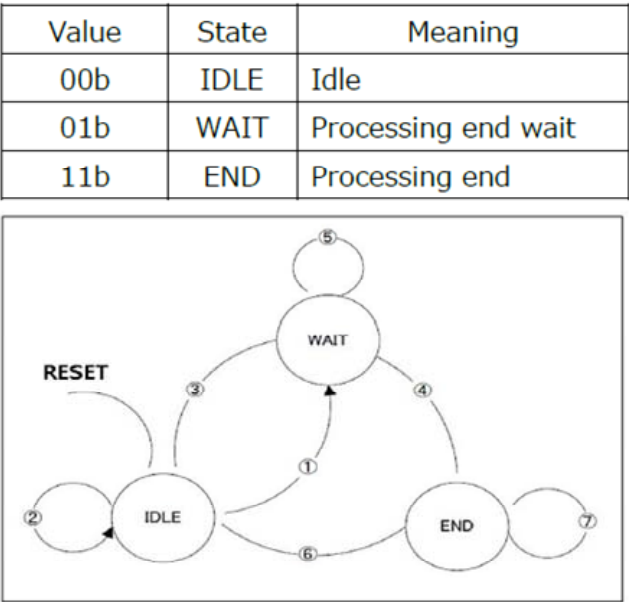 Value State Meaning
00b IDLE Idle
01b WAIT Processing end wait
11b END Processing end
⑤
WAIT
RESET
③
④
①
②
IDLE
END
⑦
⑥